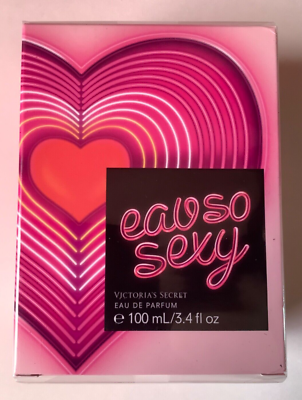 eau so
sexy
VICTORIA'S SECRET
EAU DE PARFUM
℮ 100 mL/3.4 fl oz